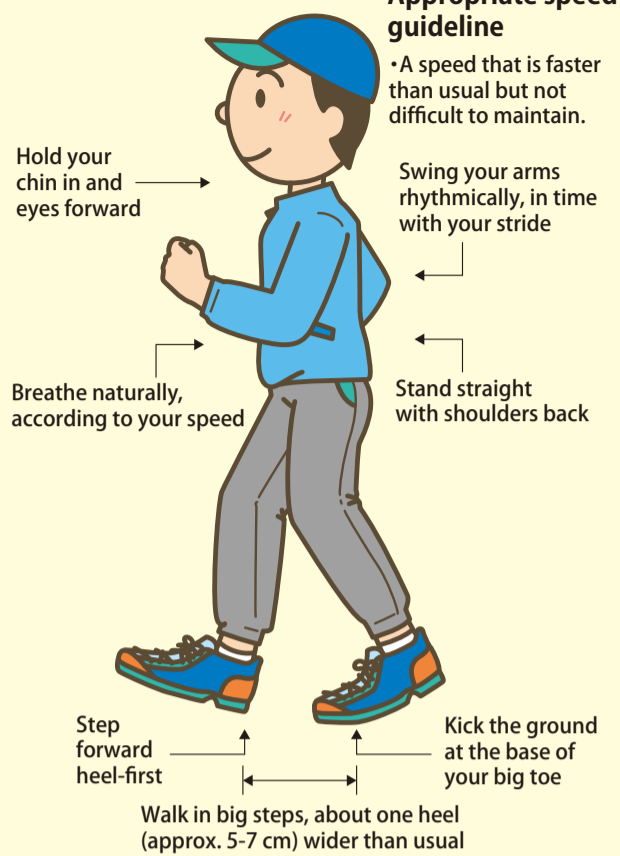 Appropriate speed
guideline
・A speed that is faster
than usual but not
difficult to maintain.
Hold your
chin in and
eyes forward
Swing your arms
rhythmically, in time
with your stride
Breathe naturally,
according to your speed
Stand straight
with shoulders back
Step
forward
heel-first
Kick the ground
at the base of
your big toe
Walk in big steps, about one heel
(approx. 5-7 cm) wider than usual